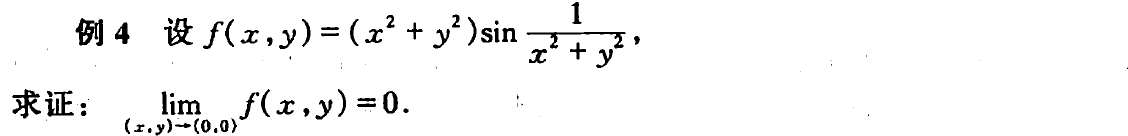 例 4 设 f(x,y)=(x²+y²)sin 1/(x²+y²),
求证: lim_{(x,y)→(0,0)} f(x,y)=0.